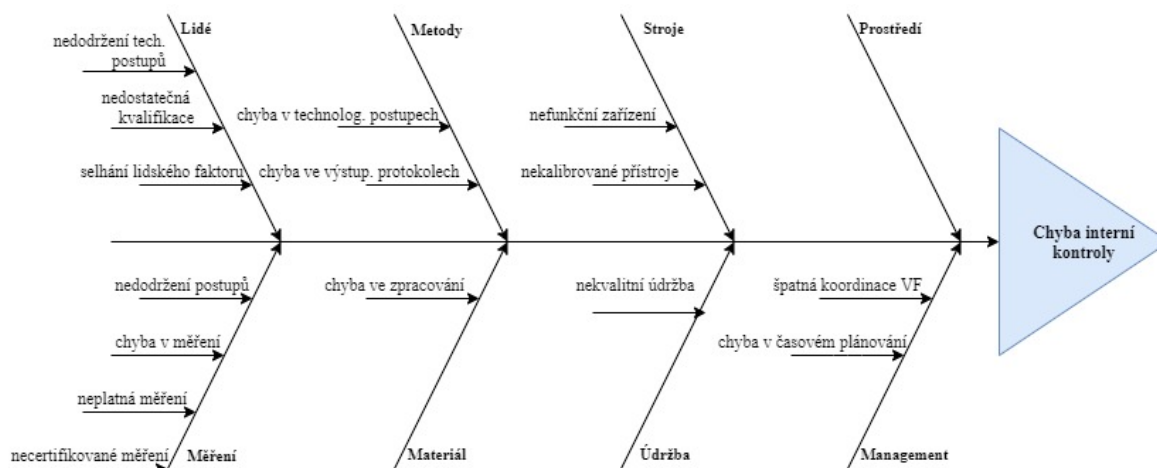 Lidé
nedodržení tech.
postupů
nedostatečná
kvalifikace
selhání lidského faktoru
Metody
chyba v technolog. postupech
chyba ve výstup. protokolech
Stroje
nefunkční zařízení
nekalibrované přístroje
Prostředí
Chyba interní
kontroly
nedodržení postupů
chyba v měření
neplatná měření
necertifikované měření
Měření
chyba ve zpracování
Materiál
nekvalitní údržba
Údržba
špatná koordinace VF
chyba v časovém plánování
Management